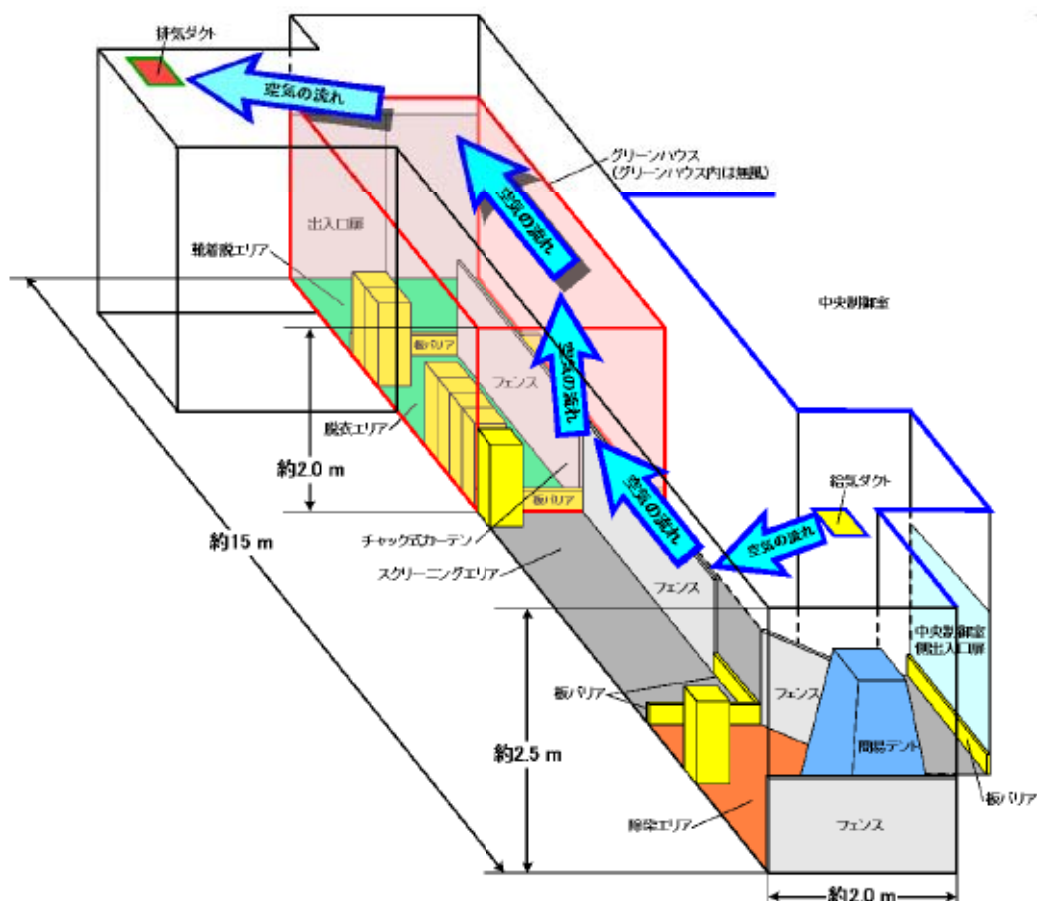 排気ダクト
空気の流れ
グリーンハウス
(グリーンハウス内は無風)
出入口扉
靴着脱エリア
空気の流れ
中央制御室
板バリア
空気の流れ
フェンス
脱衣エリア
約2.0 m
給気ダクト
板バリア
空気の流れ
空気の流れ
約15 m
チャック式カーテン
スクリーニングエリア
フェンス
中央制御室
側出入口扉
板バリア
フェンス
約2.5 m
簡易テント
板バリア
除染エリア
フェンス
約2.0 m